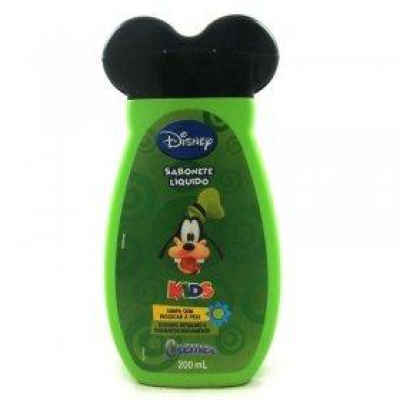 Disney
SABONETE
LÍQUIDO
KIDS
LIMPA SEM
RESSECAR A PELE
Cremer
200 mL